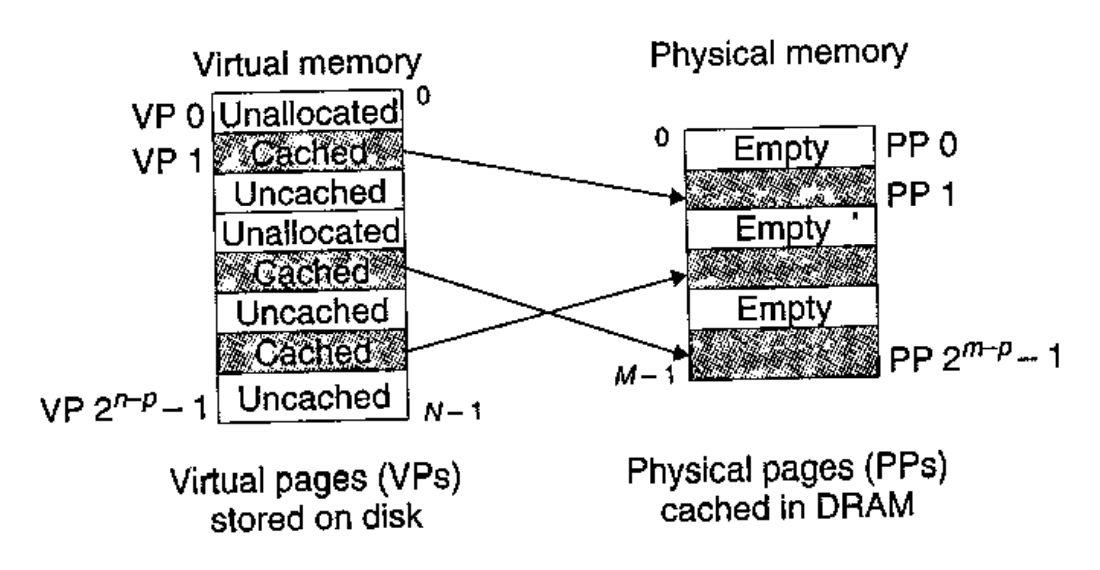 Virtual memory
0
VP 0 Unallocated
VP 1 Cached
Uncached
Unallocated
Cached
Uncached
Cached
VP 2^{n-p} – 1 Uncached
N – 1
Virtual pages (VPs)
stored on disk
Physical memory
0
Empty PP 0
PP 1
Empty
Empty
PP 2^{m-p} – 1
M – 1
Physical pages (PPs)
cached in DRAM